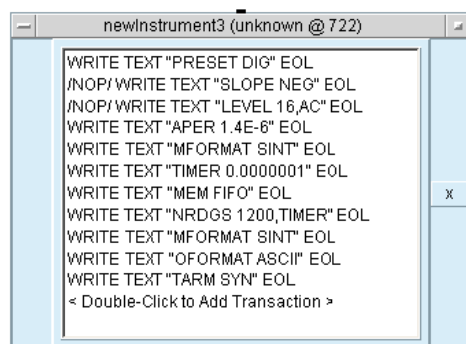 newInstrument3 (unknown @ 722)
WRITE TEXT "PRESET DIG" EOL
/NOP/ WRITE TEXT "SLOPE NEG" EOL
/NOP/ WRITE TEXT "LEVEL 16,AC" EOL
WRITE TEXT "APER 1.4E-6" EOL
WRITE TEXT "MFORMAT SINT" EOL
WRITE TEXT "TIMER 0.0000001" EOL
WRITE TEXT "MEM FIFO" EOL
WRITE TEXT "NRDGS 1200,TIMER" EOL
WRITE TEXT "MFORMAT SINT" EOL
WRITE TEXT "OFORMAT ASCII" EOL
WRITE TEXT "TARM SYN" EOL
< Double-Click to Add Transaction >
X